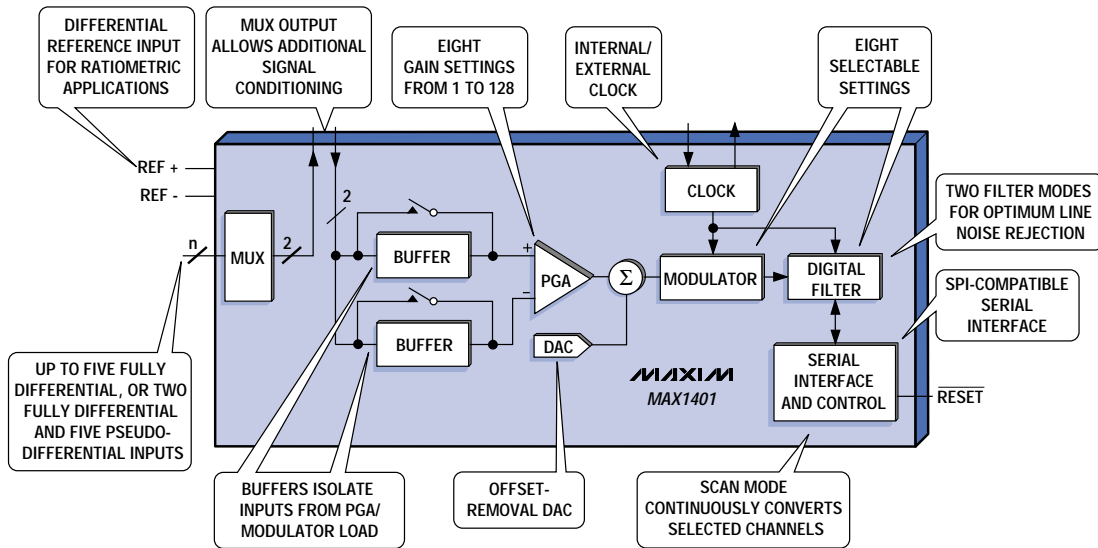 DIFFERENTIAL
REFERENCE INPUT
FOR RATIOMETRIC
APPLICATIONS
MUX OUTPUT
ALLOWS ADDITIONAL
SIGNAL
CONDITIONING
EIGHT
GAIN SETTINGS
FROM 1 TO 128
INTERNAL/
EXTERNAL
CLOCK
EIGHT
SELECTABLE
SETTINGS
REF +
REF -
n
MUX
2
2
BUFFER
BUFFER
+
−
PGA
Σ
DAC
CLOCK
MODULATOR
DIGITAL
FILTER
SERIAL
INTERFACE
AND CONTROL
RESET
MAXIM
MAX1401
TWO FILTER MODES
FOR OPTIMUM LINE
NOISE REJECTION
SPI-COMPATIBLE
SERIAL
INTERFACE
UP TO FIVE FULLY
DIFFERENTIAL, OR TWO
FULLY DIFFERENTIAL
AND FIVE PSEUDO-
DIFFERENTIAL INPUTS
BUFFERS ISOLATE
INPUTS FROM PGA/
MODULATOR LOAD
OFFSET-
REMOVAL DAC
SCAN MODE
CONTINUOUSLY CONVERTS
SELECTED CHANNELS